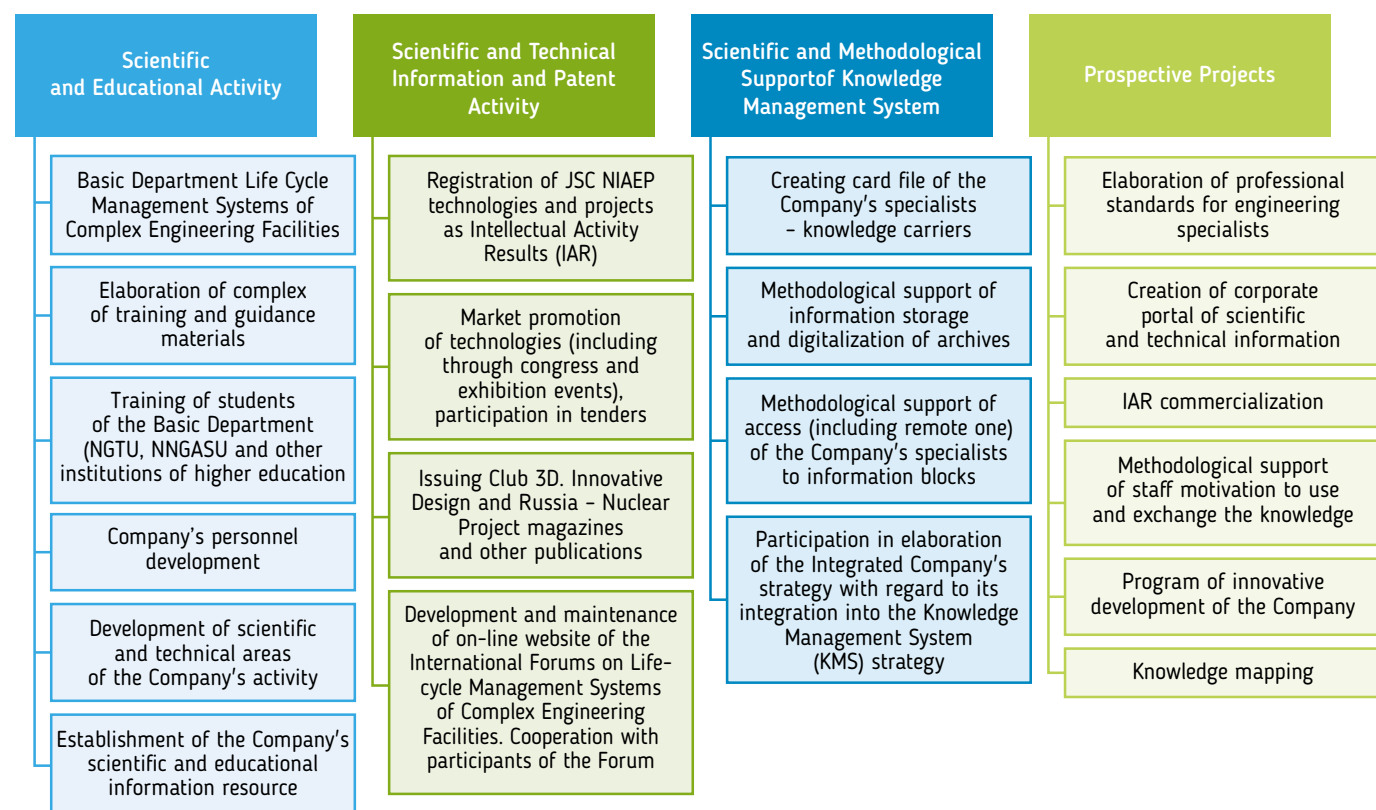 Scientific
and Educational Activity
Basic Department Life Cycle
Management Systems of
Complex Engineering Facilities
Elaboration of complex
of training and guidance
materials
Training of students
of the Basic Department
(NGTU, NNGASU and other
institutions of higher education
Company’s personnel
development
Development of scientific
and technical areas
of the Company's activity
Establishment of the Company's
scientific and educational
information resource
Scientific and Technical
Information and Patent
Activity
Registration of JSC NIAEP
technologies and projects
as Intellectual Activity
Results (IAR)
Market promotion
of technologies (including
through congress and
exhibition events),
participation in tenders
Issuing Club 3D. Innovative
Design and Russia – Nuclear
Project magazines
and other publications
Development and maintenance
of on-line website of the
International Forums on Life-
cycle Management Systems
of Complex Engineering
Facilities. Cooperation with
participants of the Forum
Scientific and Methodological
Supportof Knowledge
Management System
Creating card file of the
Company's specialists
– knowledge carriers
Methodological support of
information storage
and digitalization of archives
Methodological support of
access (including remote one)
of the Company's specialists
to information blocks
Participation in elaboration
of the Integrated Company's
strategy with regard to its
integration into the Knowledge
Management System
(KMS) strategy
Prospective Projects
Elaboration of professional
standards for engineering
specialists
Creation of corporate
portal of scientific
and technical information
IAR commercialization
Methodological support
of staff motivation to use
and exchange the knowledge
Program of innovative
development of the Company
Knowledge mapping